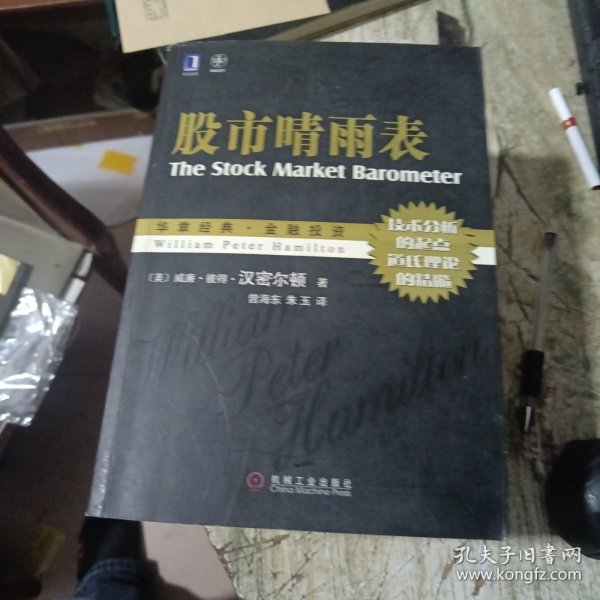 股市晴雨表
The Stock Market Barometer
华章经典·金融投资
William Peter Hamilton
技术分析
的起点
道氏理论
的精髓
〔美〕威廉·彼得·汉密尔顿 著
海东 朱玉 译
William
Peter
Hamilton
机械工业出版社
China Machine Press
孔夫子旧书网
www.kongfz.com